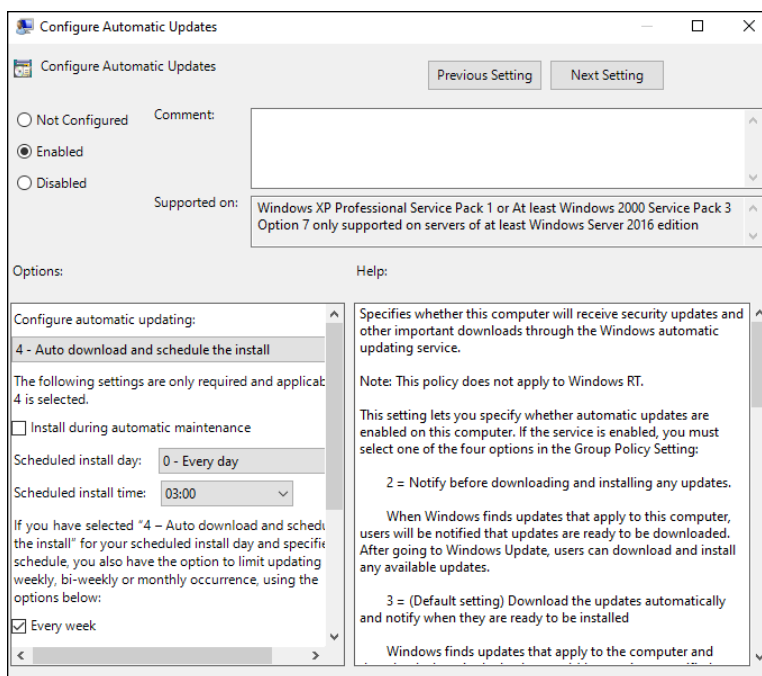 Configure Automatic Updates
Configure Automatic Updates
Previous Setting
Next Setting
Not Configured
Enabled
Disabled
Comment:
Supported on:
Windows XP Professional Service Pack 1 or At least Windows 2000 Service Pack 3
Option 7 only supported on servers of at least Windows Server 2016 edition
Options:
Configure automatic updating:
4 - Auto download and schedule the install
The following settings are only required and applicab
4 is selected.
Install during automatic maintenance
Scheduled install day:
0 - Every day
Scheduled install time:
03:00
If you have selected “4 – Auto download and schedu
the install” for your scheduled install day and specifie
schedule, you also have the option to limit updating
weekly, bi-weekly or monthly occurrence, using the
options below:
Every week
Help:
Specifies whether this computer will receive security updates and
other important downloads through the Windows automatic
updating service.
Note: This policy does not apply to Windows RT.
This setting lets you specify whether automatic updates are
enabled on this computer. If the service is enabled, you must
select one of the four options in the Group Policy Setting:
2 = Notify before downloading and installing any updates.
When Windows finds updates that apply to this computer,
users will be notified that updates are ready to be downloaded.
After going to Windows Update, users can download and install
any available updates.
3 = (Default setting) Download the updates automatically
and notify when they are ready to be installed
Windows finds updates that apply to the computer and